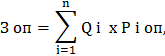 n
З оп = ∑ Q i x P i оп,
i=1